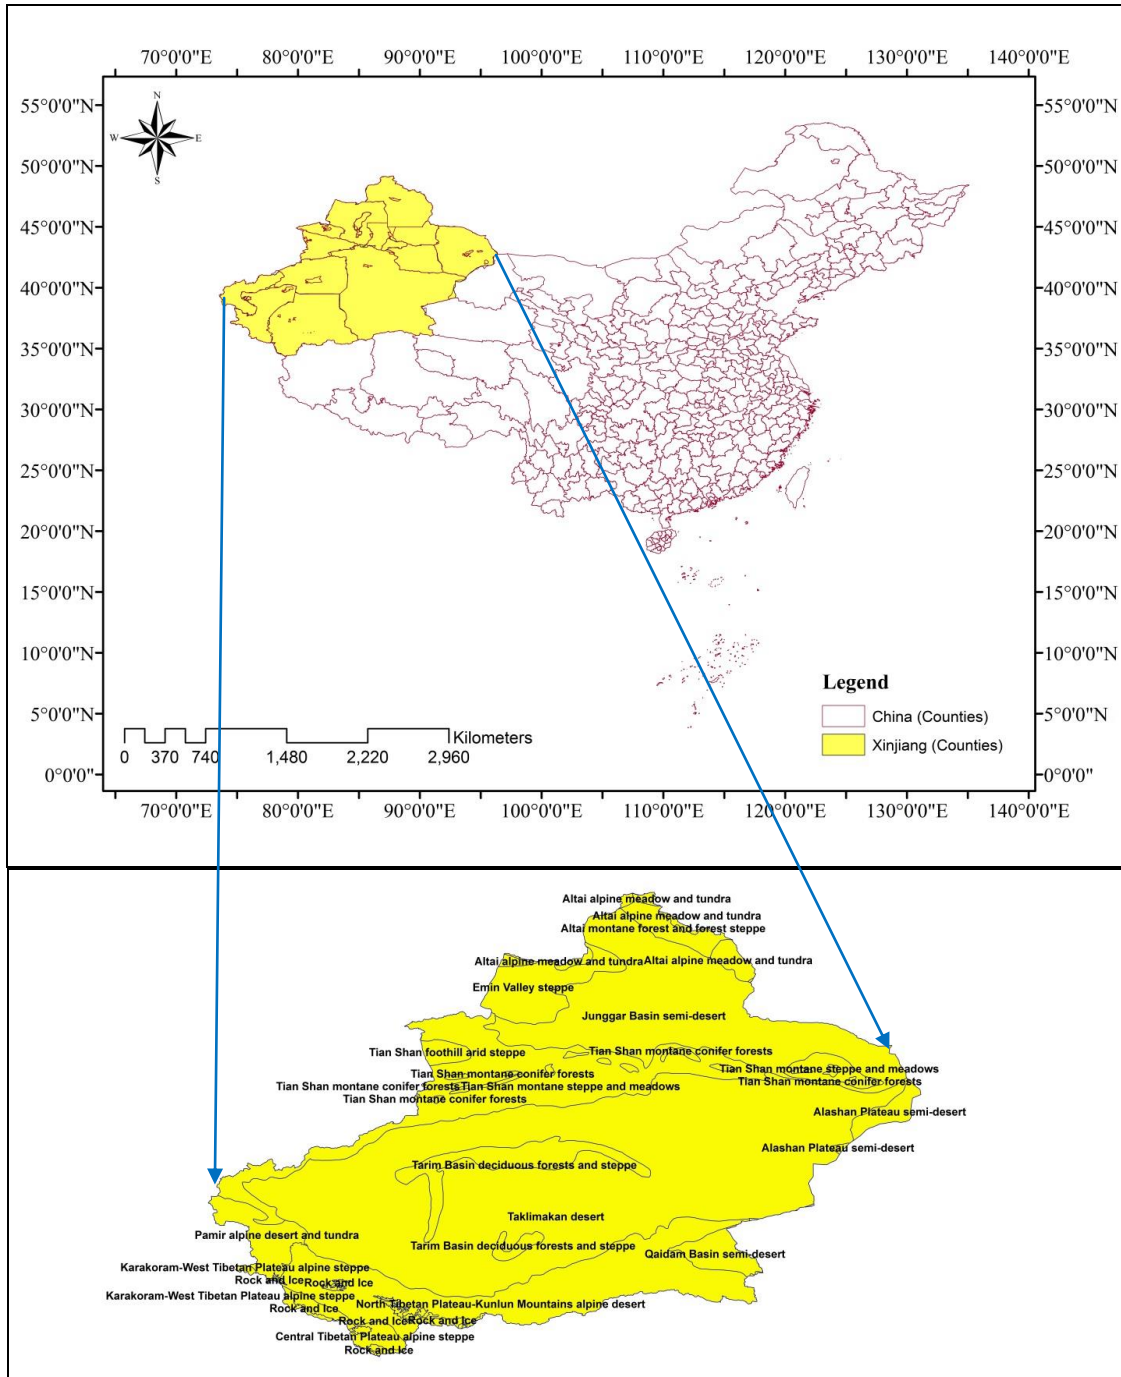 70°0'0"E 80°0'0"E 90°0'0"E 100°0'0"E 110°0'0"E 120°0'0"E 130°0'0"E 140°0'0"E
N
W E
S
55°0'0"N 55°0'0"N
50°0'0"N 50°0'0"N
45°0'0"N 45°0'0"N
40°0'0"N 40°0'0"N
35°0'0"N 35°0'0"N
30°0'0"N 30°0'0"N
25°0'0"N 25°0'0"N
20°0'0"N 20°0'0"N
15°0'0"N 15°0'0"N
10°0'0"N 10°0'0"N
5°0'0"N 5°0'0"N
0°0'0" 0°0'0"
Legend
China (Counties)
Xinjiang (Counties)
Kilometers
0 370 740 1,480 2,220 2,960
70°0'0"E 80°0'0"E 90°0'0"E 100°0'0"E 110°0'0"E 120°0'0"E 130°0'0"E 140°0'0"E
Altai alpine meadow and tundra
Altai alpine meadow and tundra
Altai montane forest and forest steppe
Altai alpine meadow and tundra Altai alpine meadow and tundra
Emin Valley steppe
Junggar Basin semi-desert
Tian Shan foothill arid steppe Tian Shan montane conifer forests
Tian Shan montane conifer forests Tian Shan montane steppe and meadows
Tian Shan montane conifer forests Tian Shan montane steppe and meadows Tian Shan montane conifer forests
Tian Shan montane conifer forests
Alashan Plateau semi-desert
Alashan Plateau semi-desert
Tarim Basin deciduous forests and steppe
Taklimakan desert
Pamir alpine desert and tundra
Tarim Basin deciduous forests and steppe
Qaidam Basin semi-desert
Karakoram-West Tibetan Plateau alpine steppe
Rock and Ice Rock and Ice
Karakoram-West Tibetan Plateau alpine steppe
North Tibetan Plateau-Kunlun Mountains alpine desert
Rock and Ice
Rock and Ice Rock and Ice
Central Tibetan Plateau alpine steppe
Rock and Ice